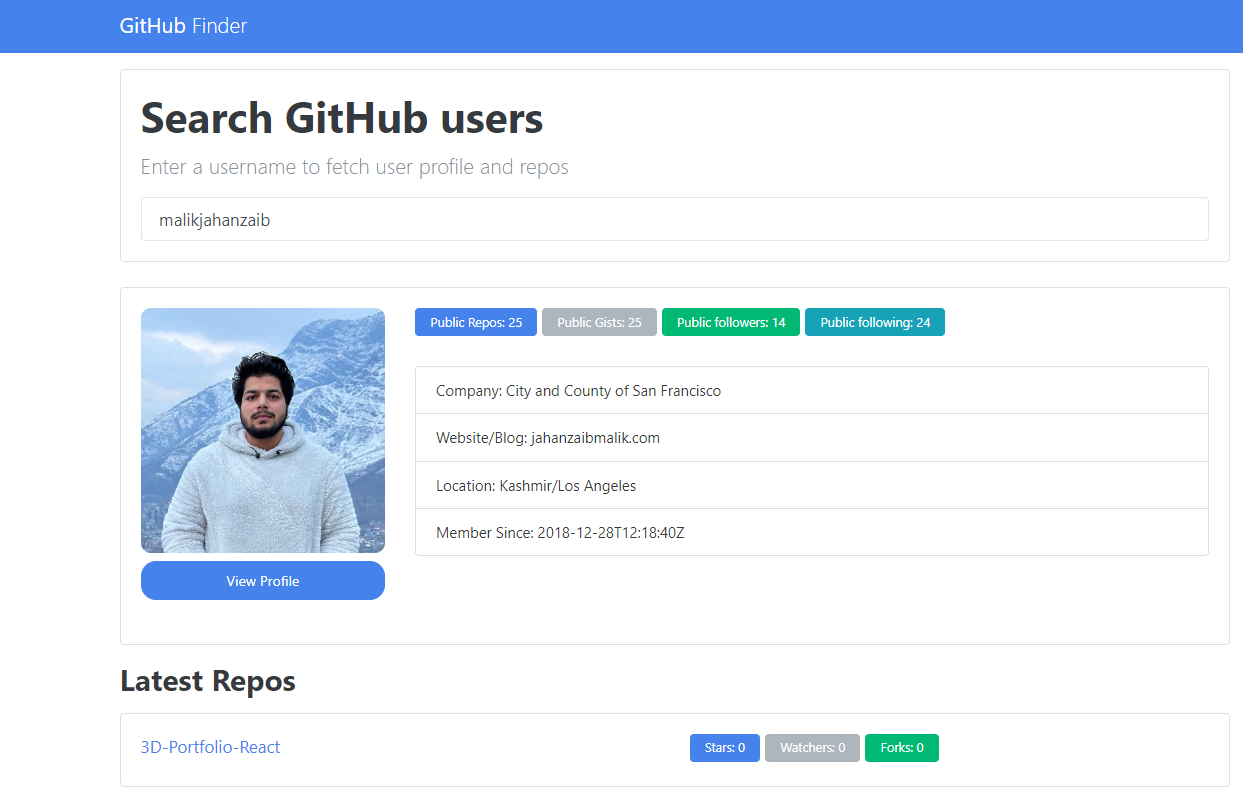 GitHub Finder
Search GitHub users
Enter a username to fetch user profile and repos
malikjahanzaib
Public Repos: 25
Public Gists: 25
Public followers: 14
Public following: 24
Company: City and County of San Francisco
Website/Blog: jahanzaibmalik.com
Location: Kashmir/Los Angeles
Member Since: 2018-12-28T12:18:40Z
View Profile
Latest Repos
3D-Portfolio-React
Stars: 0
Watchers: 0
Forks: 0